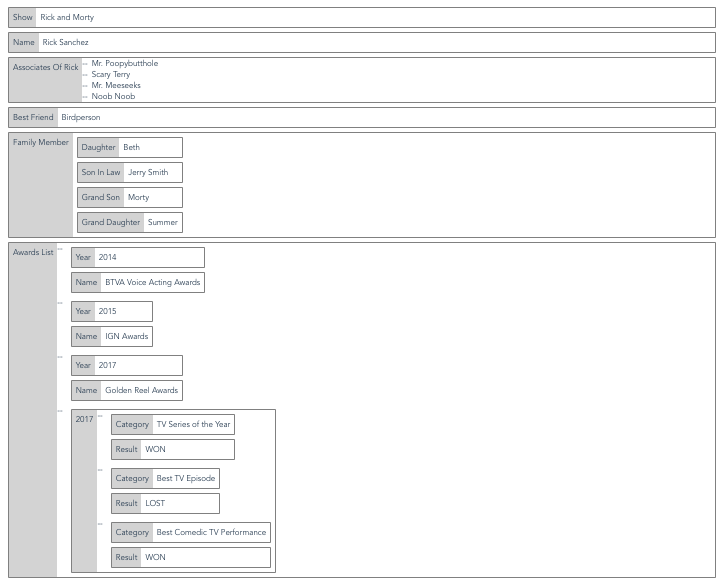 Show Rick and Morty
Name Rick Sanchez
Associates Of Rick
Mr. Poopybutthole
Scary Terry
Mr. Meeseeks
Noob Noob
Best Friend Birdperson
Family Member
Daughter Beth
Son In Law Jerry Smith
Grand Son Morty
Grand Daughter Summer
Awards List
Year 2014
Name BTVA Voice Acting Awards
Year 2015
Name IGN Awards
Year 2017
Name Golden Reel Awards
2017
Category TV Series of the Year
Result WON
Category Best TV Episode
Result LOST
Category Best Comedic TV Performance
Result WON